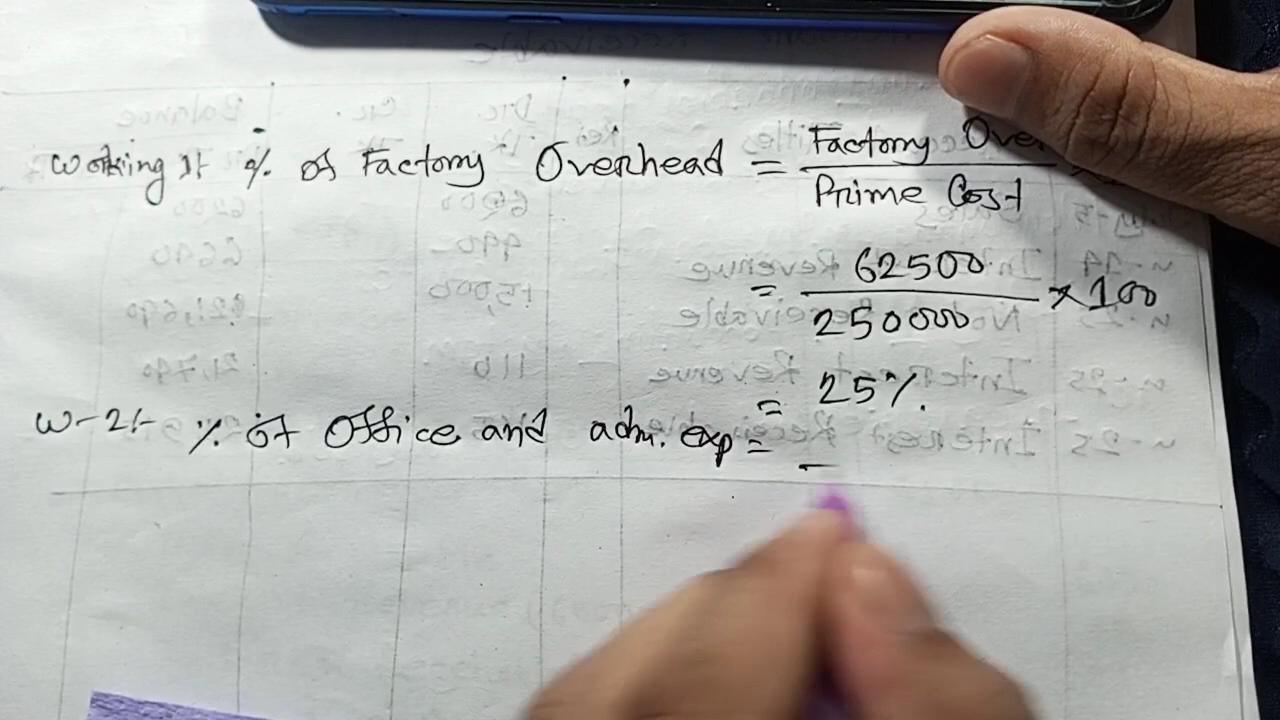 Working 1:- % of Factory Overhead = Factory Over
Prime Cost
= 62500 × 100
250000
= 25%.
W-2:- % of Office and adm. exp =